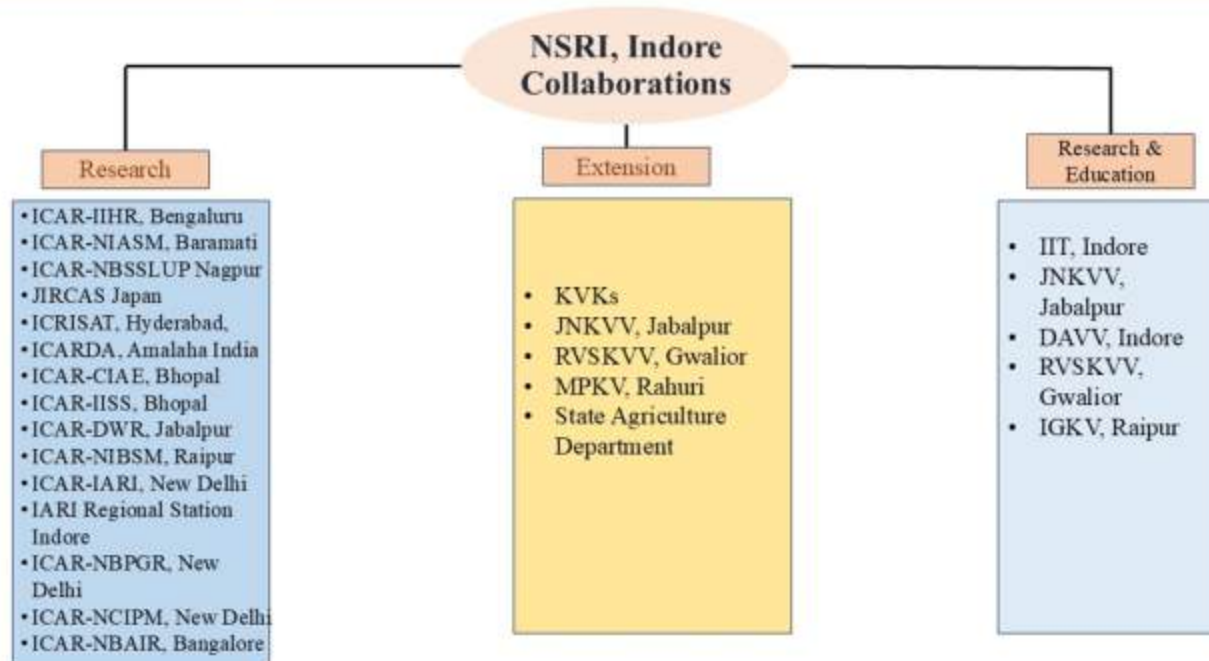 NSRI, Indore
Collaborations
Research
•ICAR-IIHR, Bengaluru
•ICAR-NIASM, Baramati
•ICAR-NBSSLUP Nagpur
•JIRCAS Japan
•ICRISAT, Hyderabad,
•ICARDA, Amalaha India
•ICAR-CIAE, Bhopal
•ICAR-IISS, Bhopal
•ICAR-DWR, Jabalpur
•ICAR-NIBSM, Raipur
•ICAR-IARI, New Delhi
•IARI Regional Station
Indore
•ICAR-NBPGR, New
Delhi
•ICAR-NCIPM, New Delhi
•ICAR-NBAIR, Bangalore
Extension
• KVKs
• JNKVV, Jabalpur
• RVSKVV, Gwalior
• MPKV, Rahuri
• State Agriculture
Department
Research &
Education
• IIT, Indore
• JNKVV,
Jabalpur
• DAVV, Indore
• RVSKVV,
Gwalior
• IGKV, Raipur